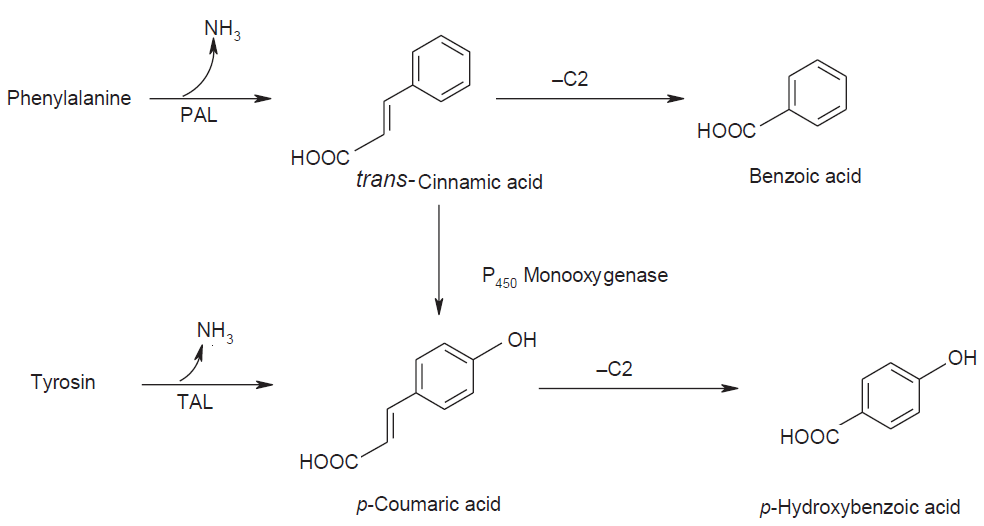 NH3
Phenylalanine
PAL
HOOC
trans-Cinnamic acid
–C2
HOOC
Benzoic acid
P450 Monooxygenase
NH3
Tyrosin
TAL
OH
HOOC
p-Coumaric acid
–C2
OH
HOOC
p-Hydroxybenzoic acid